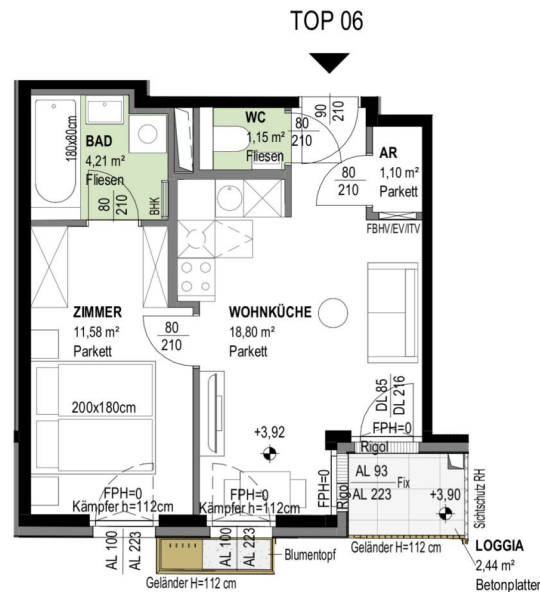 TOP 06
WC
1,15 m²
Fliesen
80
210
90
210
BAD
4,21 m²
Fliesen
180x80cm
80
210
BHK
AR
1,10 m²
Parkett
80
210
FBHV/EV/ITV
ZIMMER
11,58 m²
Parkett
80
210
WOHNKÜCHE
18,80 m²
Parkett
200x180cm
+3,92
DL 85
DL 216
FPH=0
Rigol
FPH=0
Rigol
AL 93
AL 223
Fix
+3,90
Sichtschutz RH
FPH=0
Kämpfer h=112cm
FPH=0
Kämpfer h=112cm
AL 100
AL 223
AL 100
AL 223
Blumentopf
Geländer H=112 cm
Geländer H=112 cm
LOGGIA
2,44 m²
Betonplatten